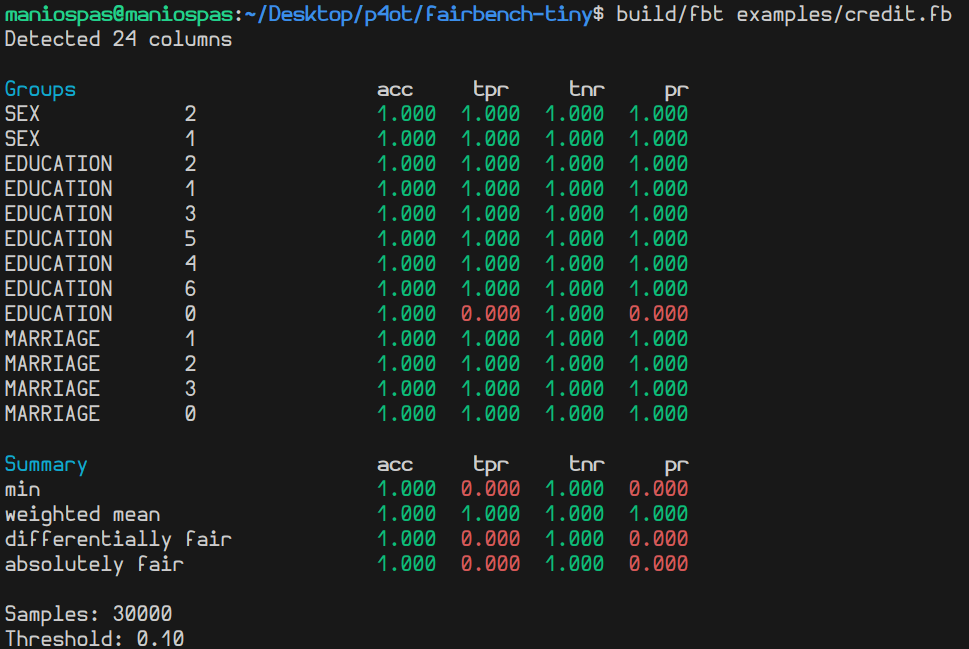 maniospas@maniospas:~/Desktop/p4ot/fairbench-tiny$ build/fbt examples/credit.fb
Detected 24 columns
Groups acc tpr tnr pr
SEX 2 1.000 1.000 1.000 1.000
SEX 1 1.000 1.000 1.000 1.000
EDUCATION 2 1.000 1.000 1.000 1.000
EDUCATION 1 1.000 1.000 1.000 1.000
EDUCATION 3 1.000 1.000 1.000 1.000
EDUCATION 5 1.000 1.000 1.000 1.000
EDUCATION 4 1.000 1.000 1.000 1.000
EDUCATION 6 1.000 1.000 1.000 1.000
EDUCATION 0 1.000 0.000 1.000 0.000
MARRIAGE 1 1.000 1.000 1.000 1.000
MARRIAGE 2 1.000 1.000 1.000 1.000
MARRIAGE 3 1.000 1.000 1.000 1.000
MARRIAGE 0 1.000 1.000 1.000 1.000
Summary acc tpr tnr pr
min 1.000 0.000 1.000 0.000
weighted mean 1.000 1.000 1.000 1.000
differentially fair 1.000 0.000 1.000 0.000
absolutely fair 1.000 0.000 1.000 0.000
Samples: 30000
Threshold: 0.10